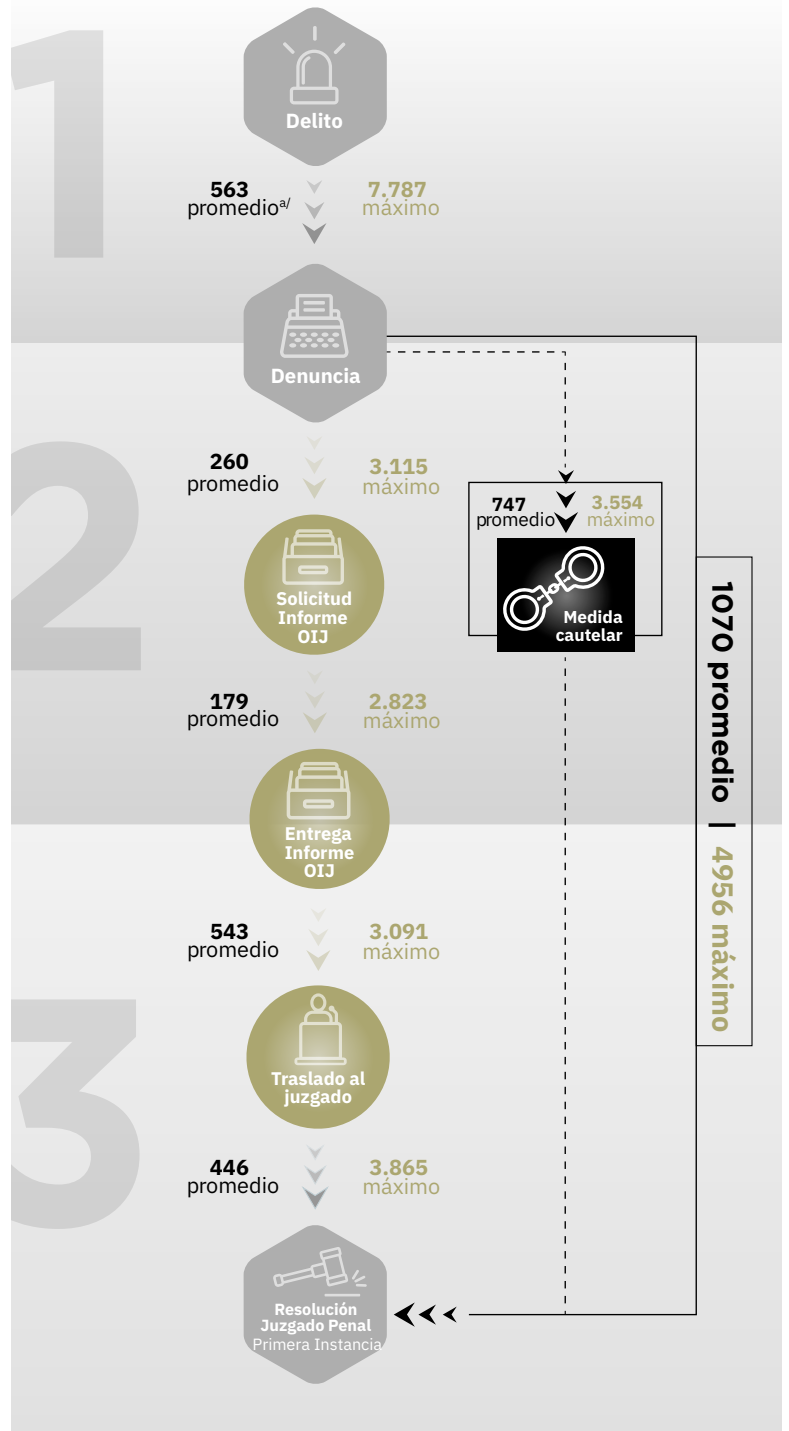 1
Delito
563
promedioa/
7.787
máximo
Denuncia
2
260
promedio
3.115
máximo
747
promedio
3.554
máximo
Solicitud
Informe
OIJ
Medida
cautelar
1070 promedio | 4956 máximo
179
promedio
2.823
máximo
Entrega
Informe
OIJ
3
543
promedio
3.091
máximo
Traslado al
juzgado
446
promedio
3.865
máximo
Resolución
Juzgado Penal
Primera Instancia